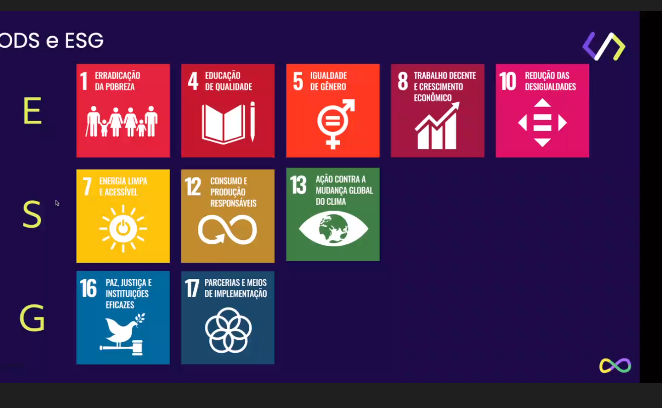 ODS e ESG
E
1 ERRADICAÇÃO
DA POBREZA
4 EDUCAÇÃO
DE QUALIDADE
5 IGUALDADE
DE GÊNERO
8 TRABALHO DECENTE
E CRESCIMENTO
ECONÔMICO
10 REDUÇÃO DAS
DESIGUALDADES
S
7 ENERGIA LIMPA
E ACESSÍVEL
12 CONSUMO E
PRODUÇÃO
RESPONSÁVEIS
13 AÇÃO CONTRA A
MUDANÇA GLOBAL
DO CLIMA
G
16 PAZ, JUSTIÇA E
INSTITUIÇÕES
EFICAZES
17 PARCERIAS E MEIOS
DE IMPLEMENTAÇÃO